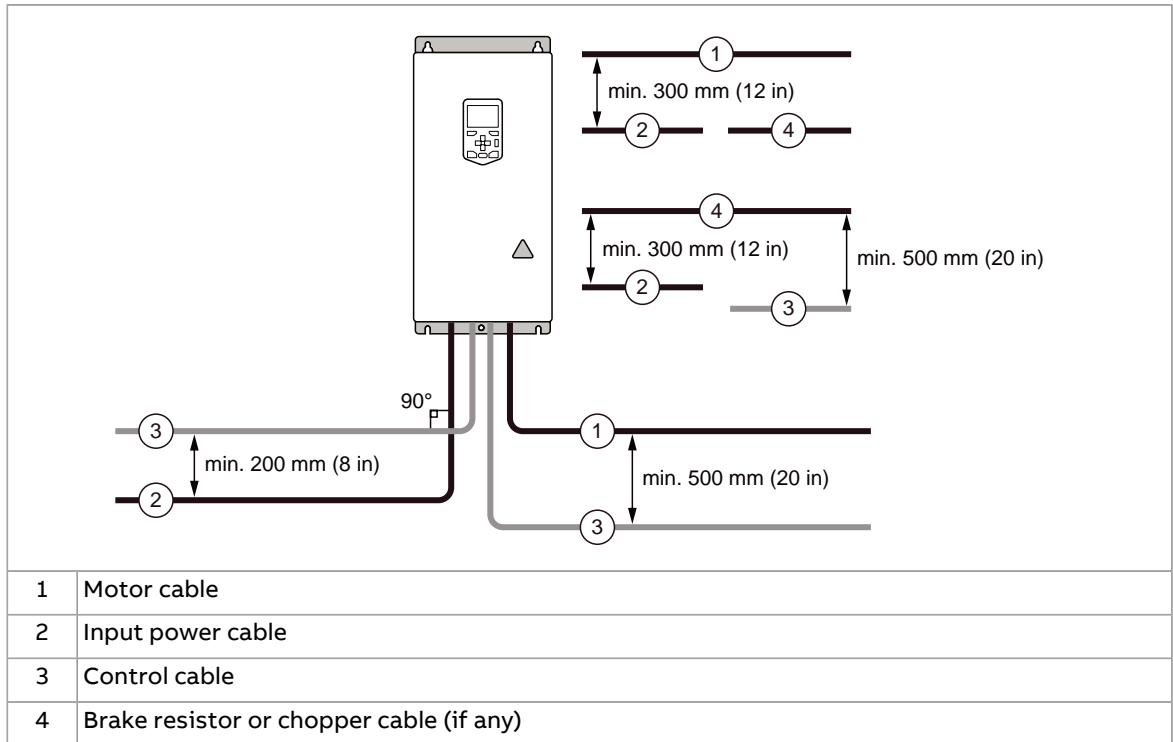 1
min. 300 mm (12 in)
2 4
4
min. 300 mm (12 in) min. 500 mm (20 in)
2
3
90°
3 1
min. 200 mm (8 in) min. 500 mm (20 in)
2
3
1 Motor cable
2 Input power cable
3 Control cable
4 Brake resistor or chopper cable (if any)